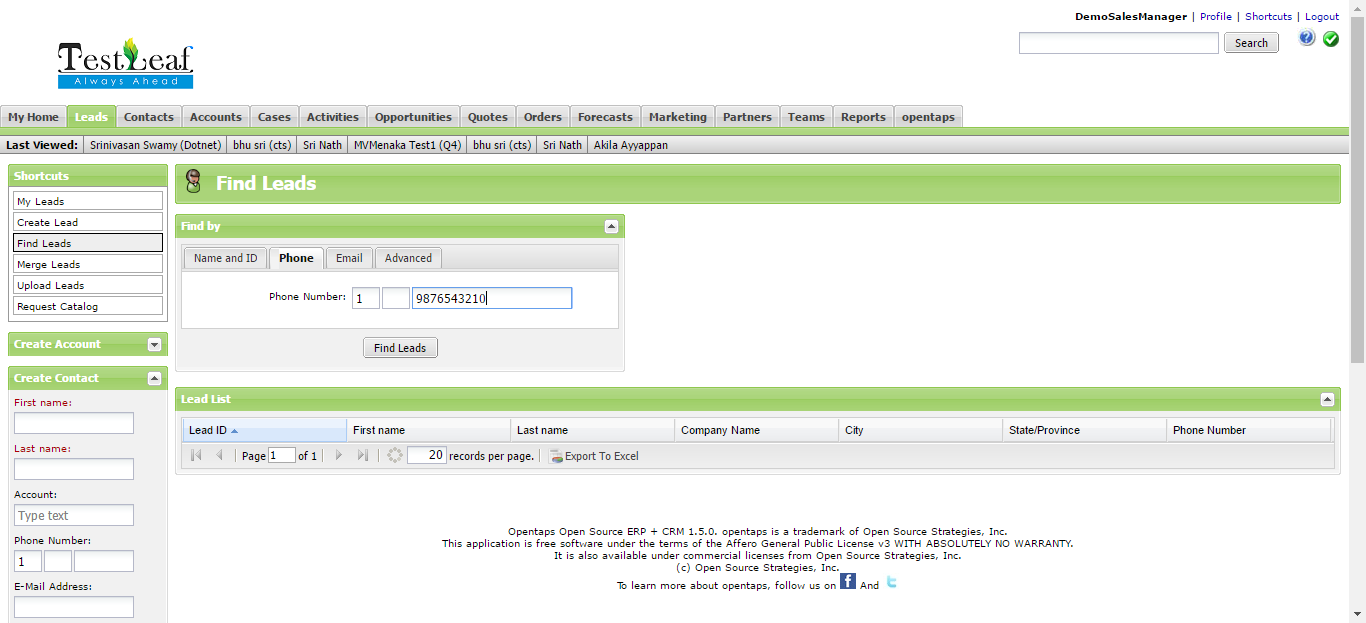 DemoSalesManager | Profile | Shortcuts | Logout
Search
TestLeaf
Always Ahead
My Home Leads Contacts Accounts Cases Activities Opportunities Quotes Orders Forecasts Marketing Partners Teams Reports opentaps
Last Viewed: Srinivasan Swamy (Dotnet) bhu sri (cts) Sri Nath MVMenaka Test1 (Q4) bhu sri (cts) Sri Nath Akila Ayyappan
Shortcuts
My Leads
Create Lead
Find Leads
Merge Leads
Upload Leads
Request Catalog
Create Account
Create Contact
First name:
Last name:
Account:
Type text
Phone Number:
1
E-Mail Address:
Find Leads
Find by
Name and ID Phone Email Advanced
Phone Number: 1 9876543210
Find Leads
Lead List
Lead ID First name Last name Company Name City State/Province Phone Number
Page 1 of 1 20 records per page. Export To Excel
Opentaps Open Source ERP + CRM 1.5.0. opentaps is a trademark of Open Source Strategies, Inc.
This application is free software under the terms of the Affero General Public License v3 WITH ABSOLUTELY NO WARRANTY.
It is also available under commercial licenses from Open Source Strategies, Inc.
(c) Open Source Strategies, Inc.
To learn more about opentaps, follow us on f And t